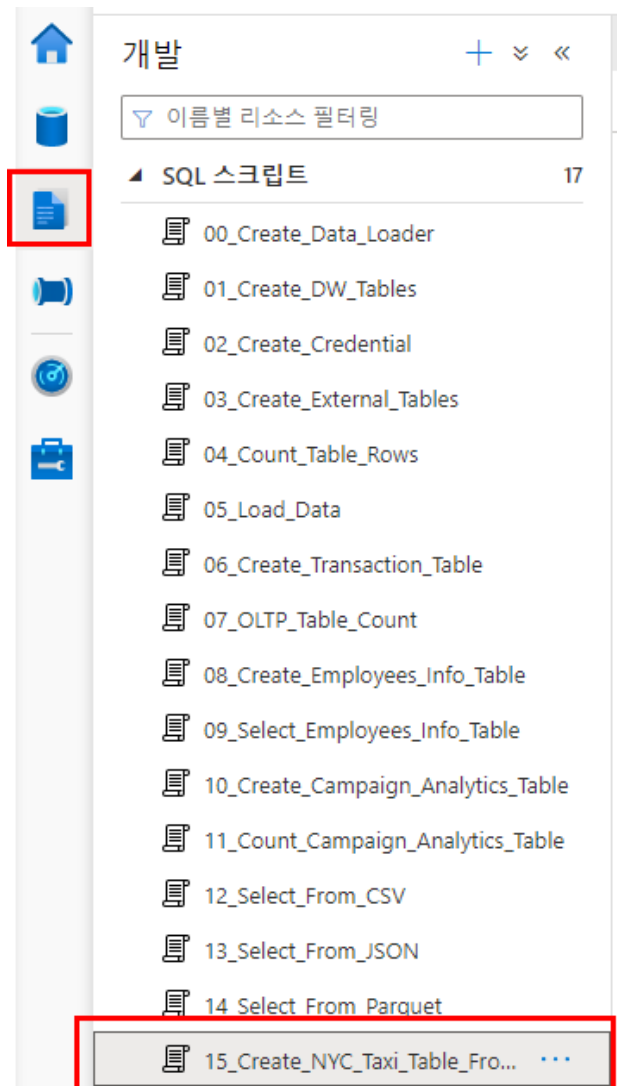 개발
이름별 리소스 필터링
SQL 스크립트 17
00_Create_Data_Loader
01_Create_DW_Tables
02_Create_Credential
03_Create_External_Tables
04_Count_Table_Rows
05_Load_Data
06_Create_Transaction_Table
07_OLTP_Table_Count
08_Create_Employees_Info_Table
09_Select_Employees_Info_Table
10_Create_Campaign_Analytics_Table
11_Count_Campaign_Analytics_Table
12_Select_From_CSV
13_Select_From_JSON
14_Select_From_Parquet
15_Create_NYC_Taxi_Table_Fro...